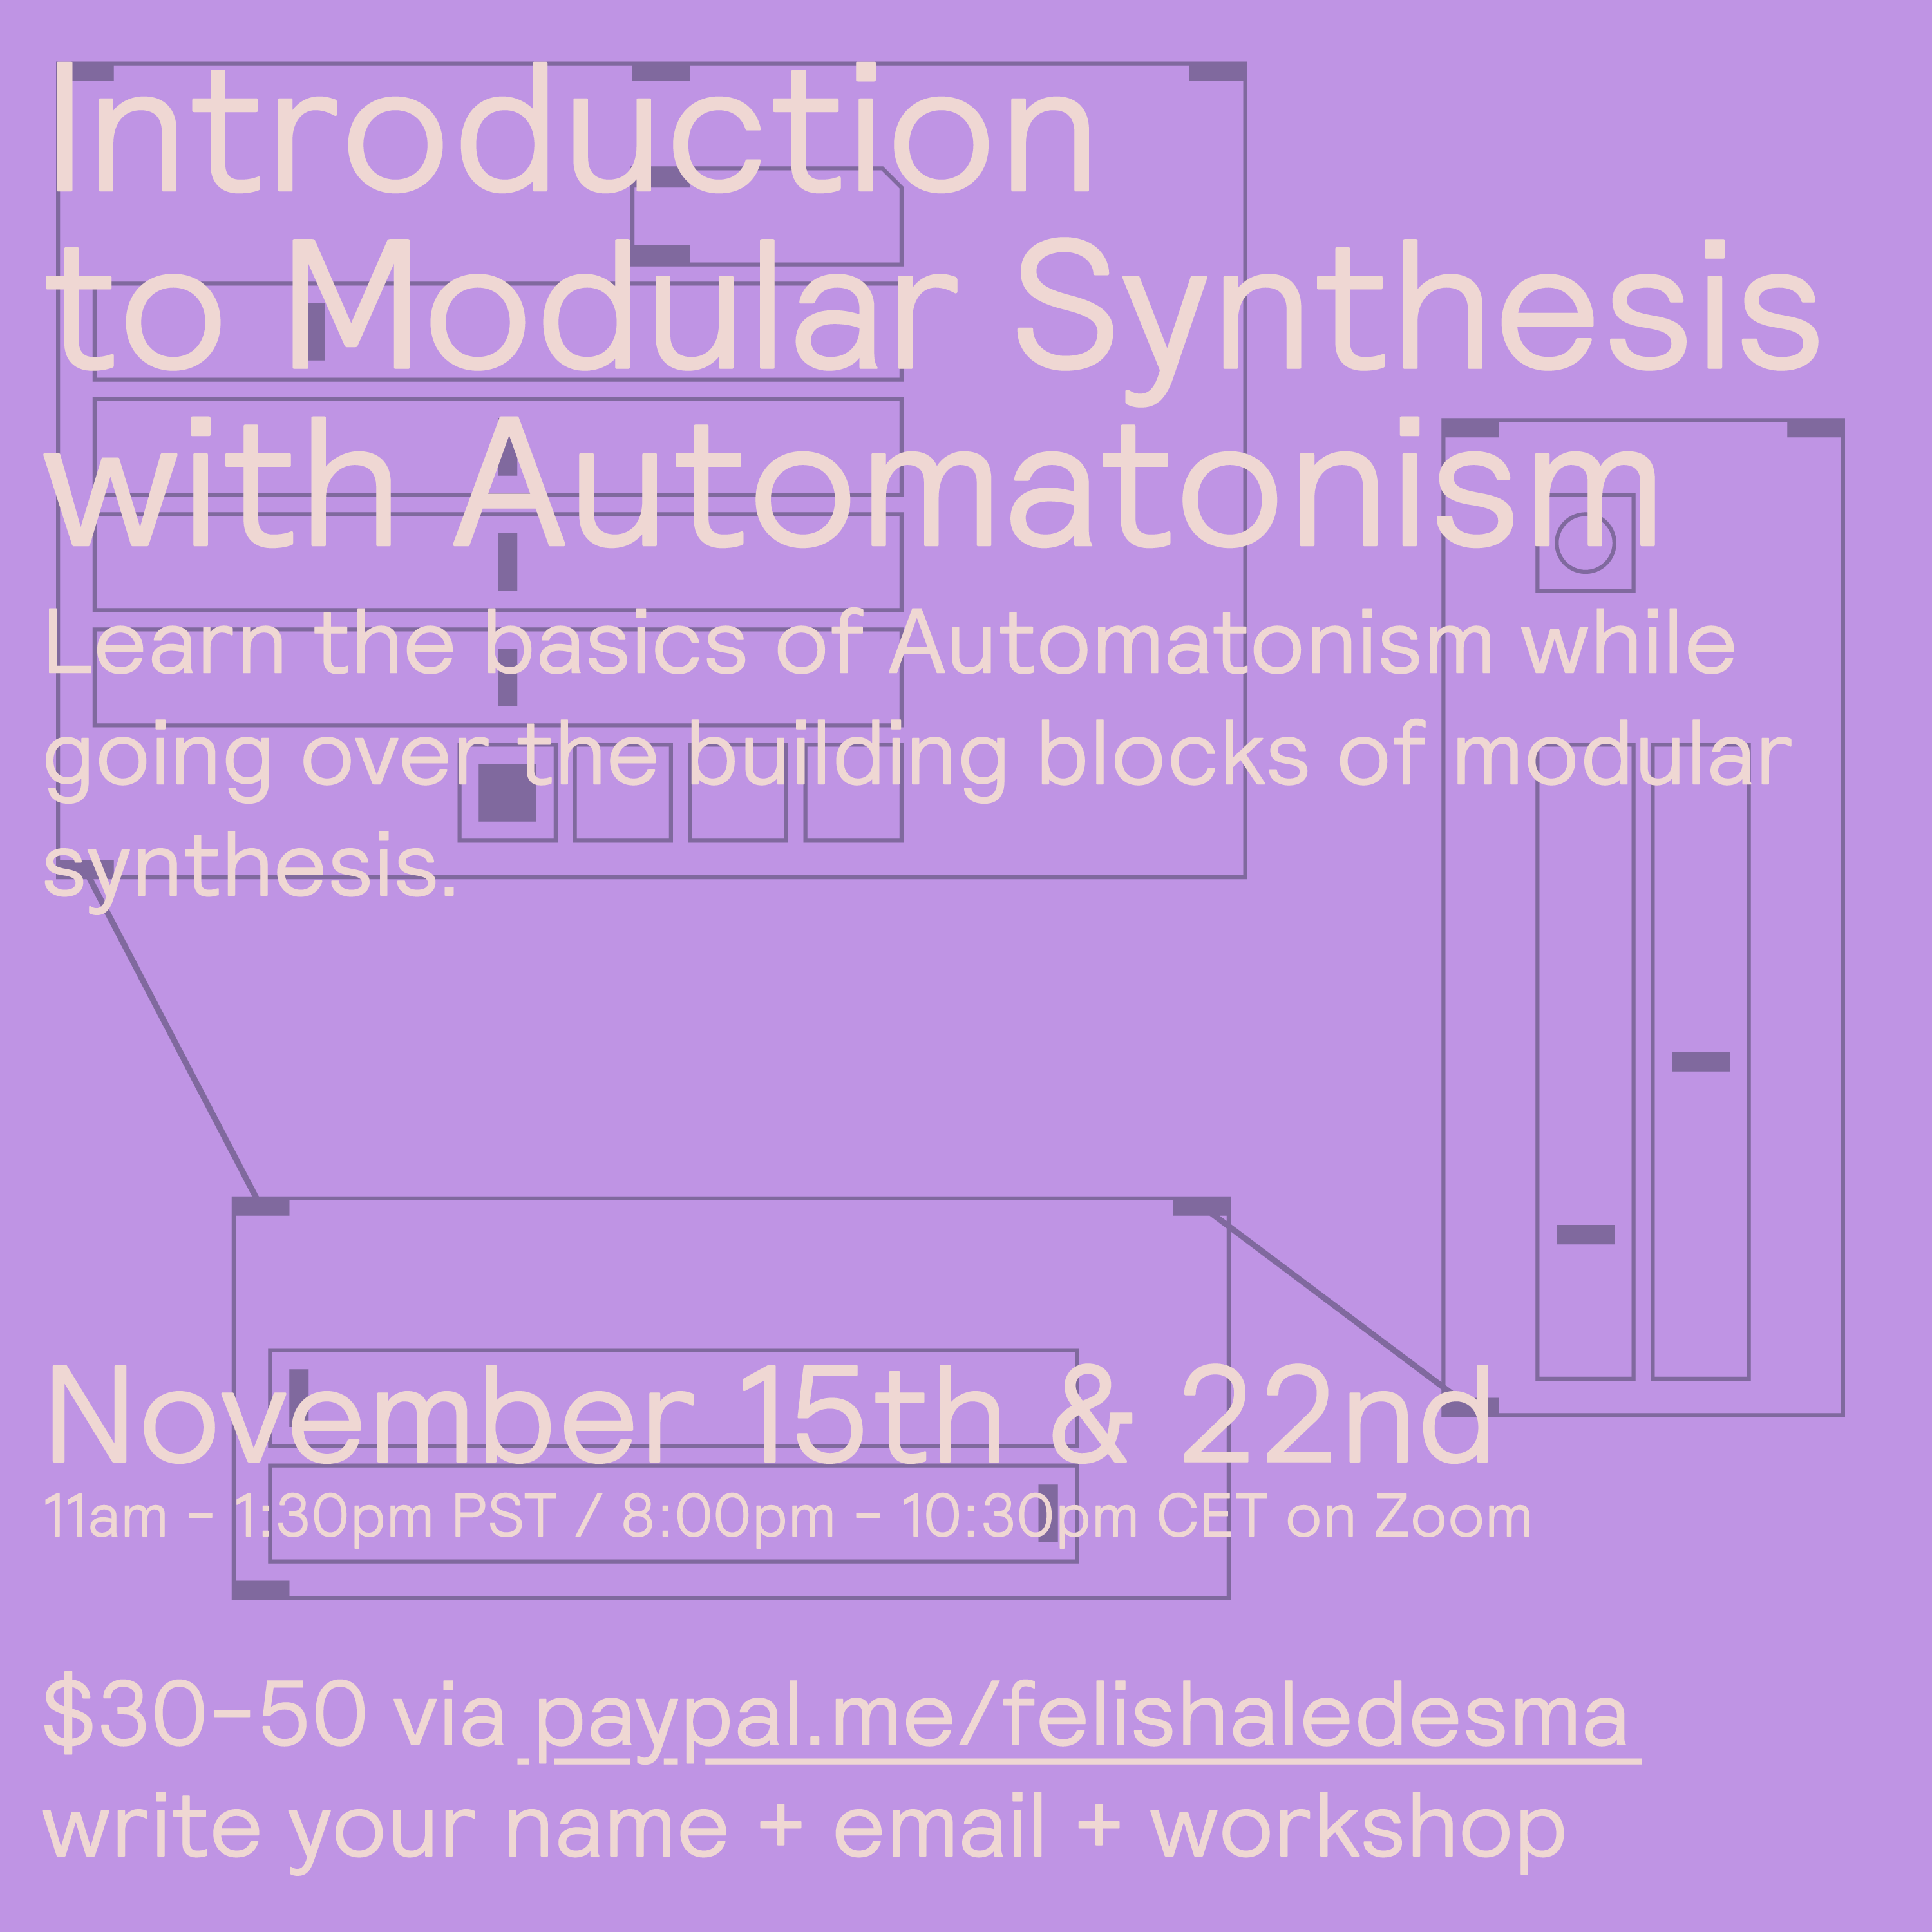 Introduction
to Modular Synthesis
with Automatonism
Learn the basics of Automatonism while
going over the building blocks of modular
synthesis.
November 15th & 22nd
11am - 1:30pm PST / 8:00pm - 10:30pm CET on Zoom
$30-50 via paypal.me/felishaledesma
write your name + email + workshop